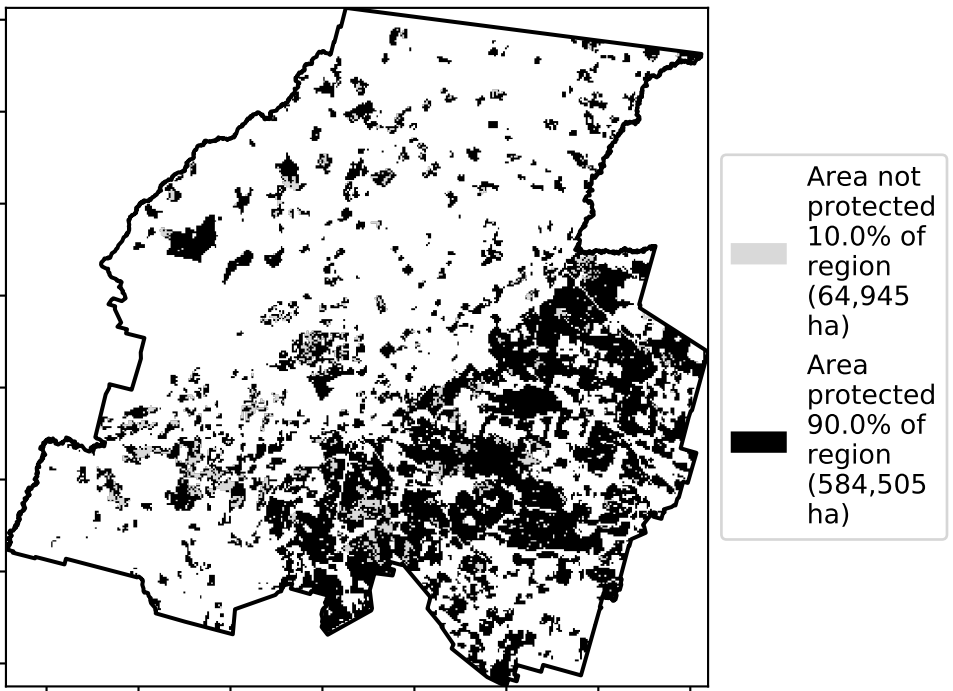 Area not
protected
10.0% of
region
(64,945
ha)
Area
protected
90.0% of
region
(584,505
ha)